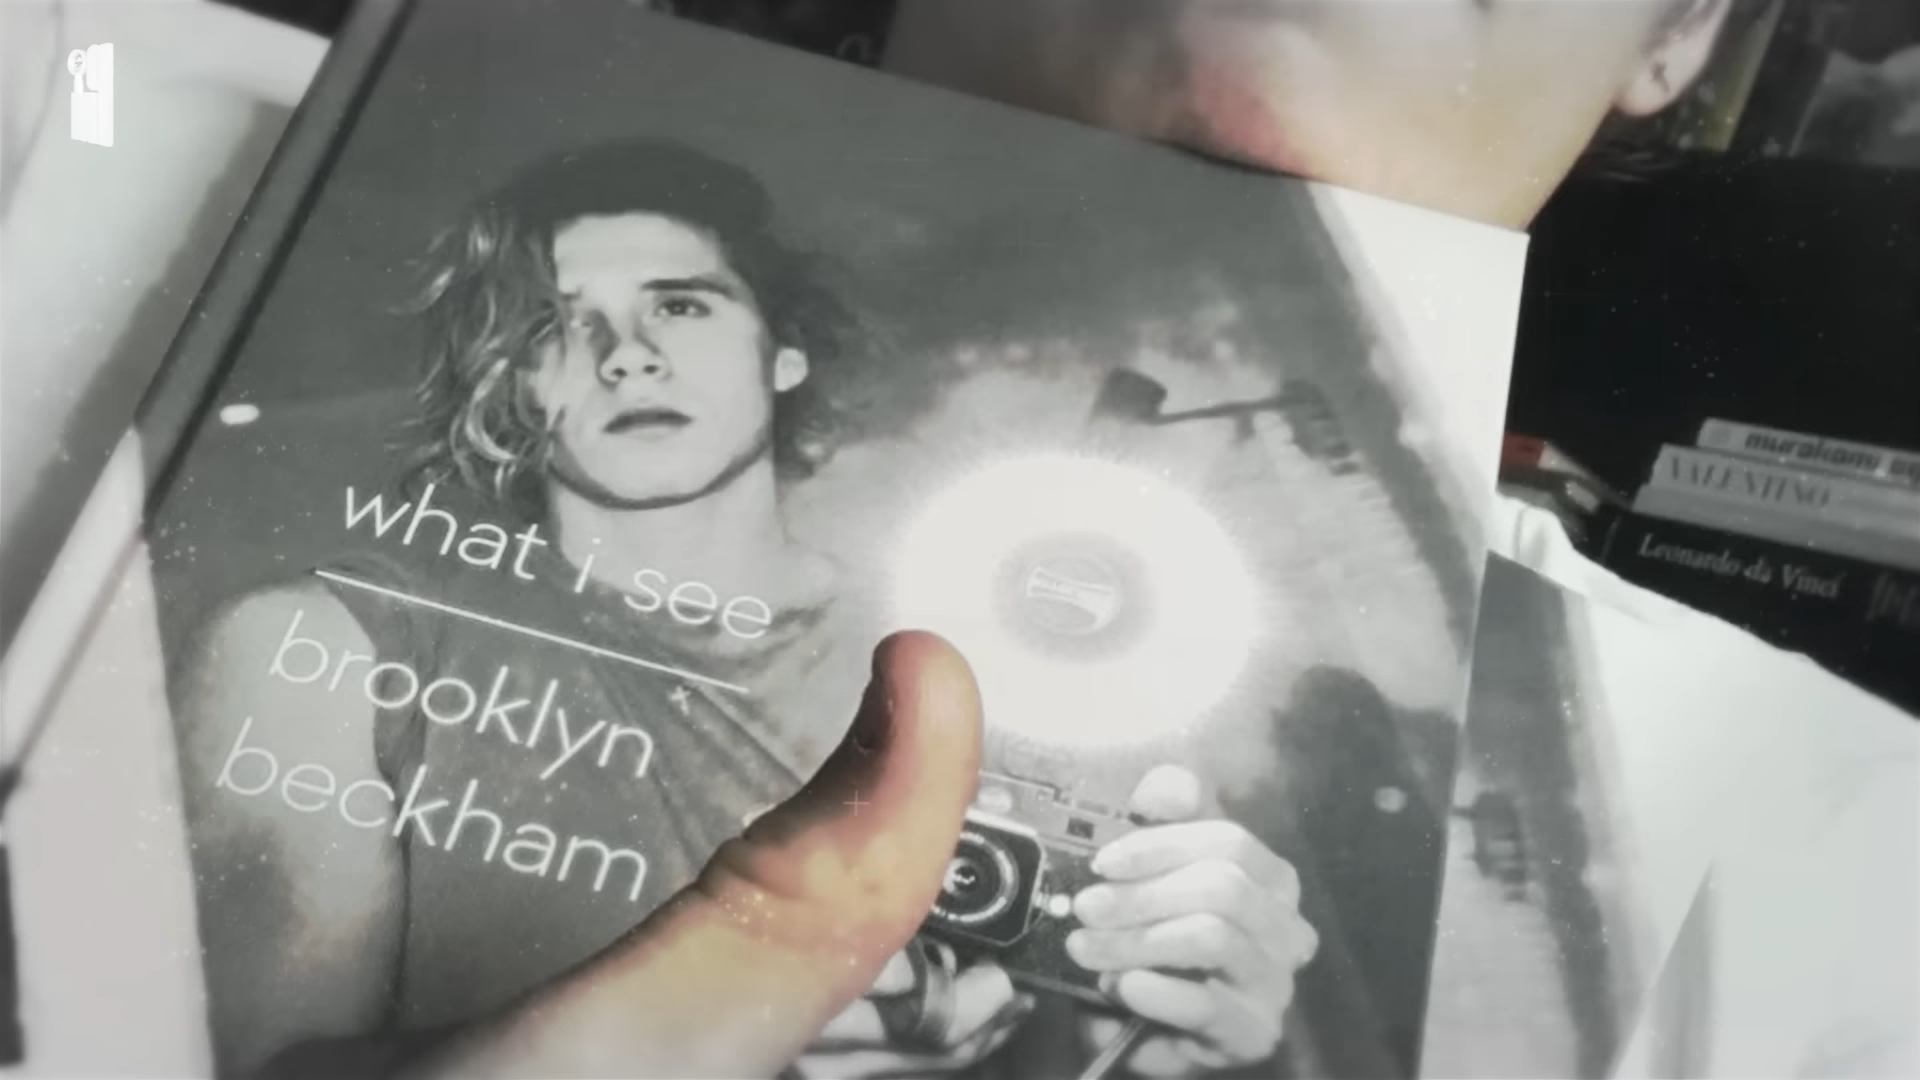 what i see
brooklyn
beckham
murakami
VALENTINO
Leonardo da Vinci